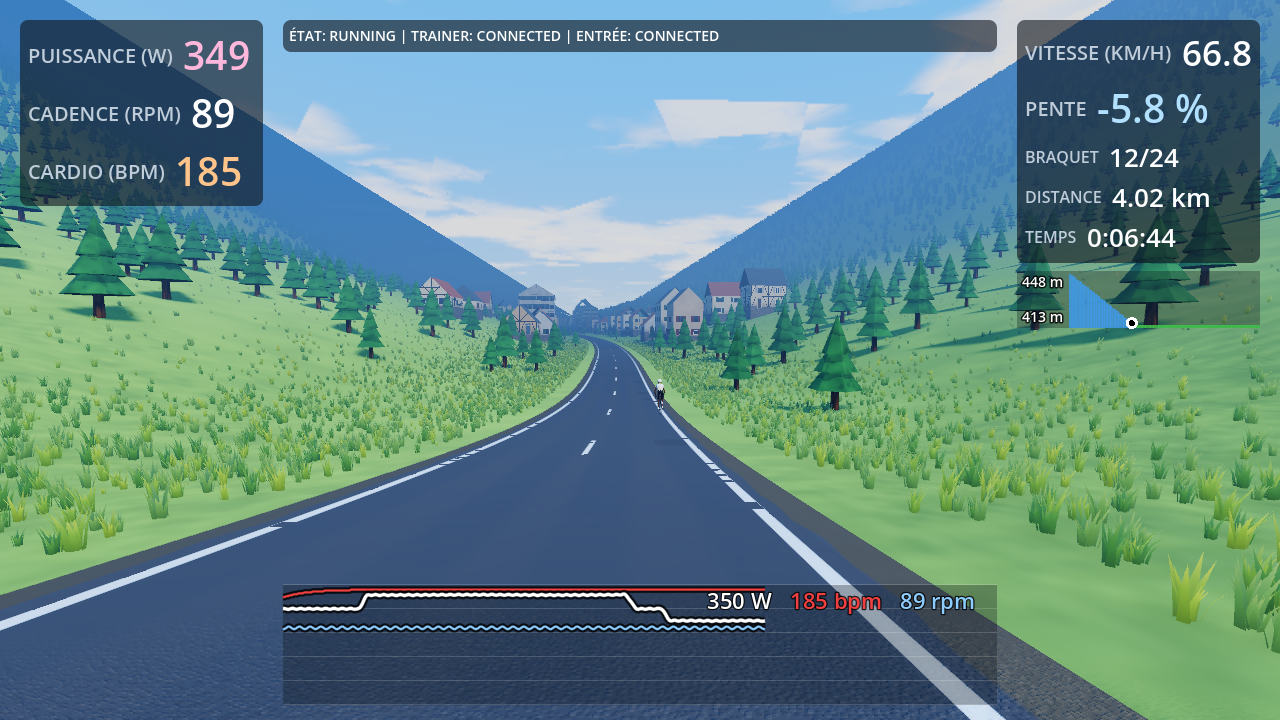 PUISSANCE (W) 349
CADENCE (RPM) 89
CARDIO (BPM) 185
ÉTAT: RUNNING | TRAINER: CONNECTED | ENTRÉE: CONNECTED
VITESSE (KM/H) 66.8
PENTE -5.8 %
BRAQUET 12/24
DISTANCE 4.02 km
TEMPS 0:06:44
448 m
413 m
350 W 185 bpm 89 rpm